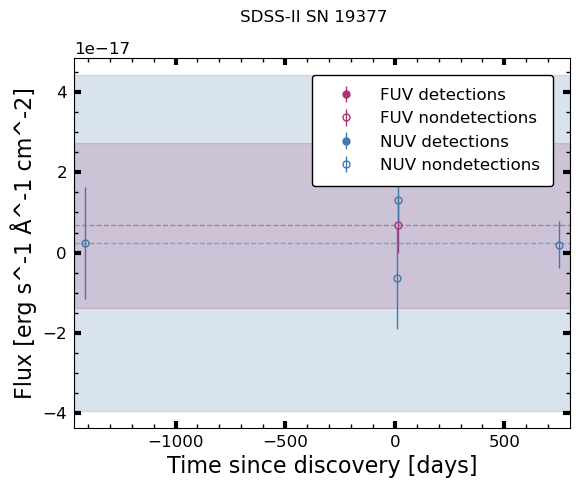 SDSS-II SN 19377
1e−17
FUV detections
FUV nondetections
NUV detections
NUV nondetections
4
2
0
−2
−4
Flux [erg s^-1 Å^-1 cm^-2]
−1000
−500
0
500
Time since discovery [days]